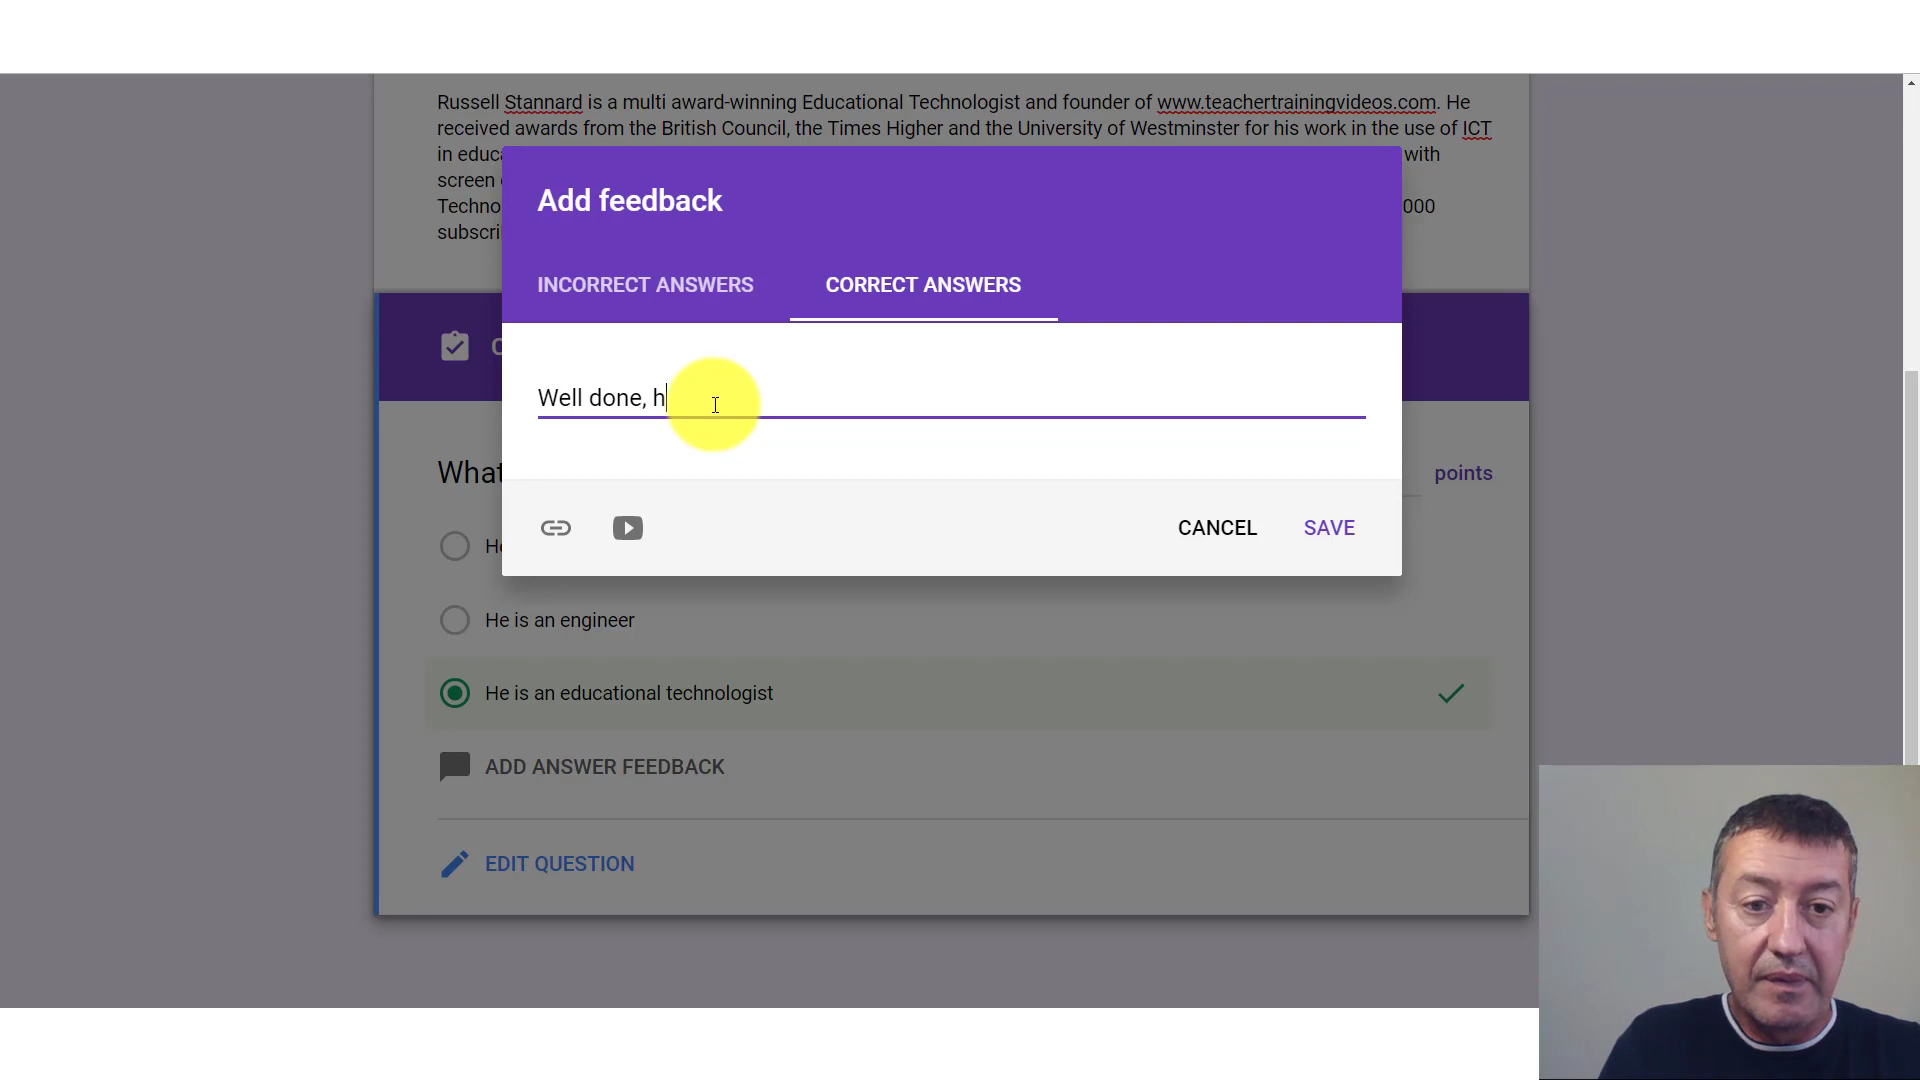 Russell Stannard is a multi award-winning Educational Technologist and founder of www.teachertrainingvideos.com. He
received awards from the British Council, the Times Higher and the University of Westminster for his work in the use of ICT
in educ with
screen
Techno 000
subscri
Add feedback
INCORRECT ANSWERS CORRECT ANSWERS
Well done, h
What points
CANCEL SAVE
He is an engineer
He is an educational technologist
ADD ANSWER FEEDBACK
EDIT QUESTION